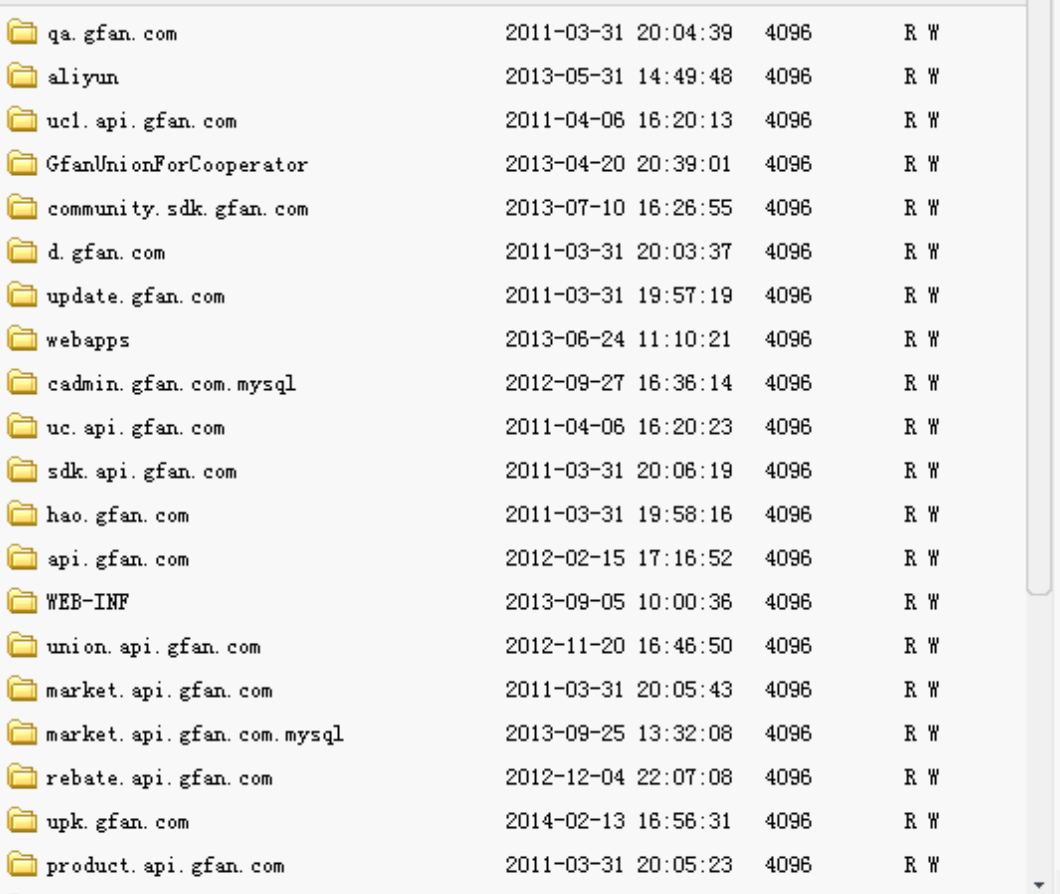 qa.gfan.com 2011-03-31 20:04:39 4096 R W
aliyun 2013-05-31 14:49:48 4096 R W
uc1.api.gfan.com 2011-04-06 16:20:13 4096 R W
GfanUnionForCooperator 2013-04-20 20:39:01 4096 R W
community.sdk.gfan.com 2013-07-10 16:26:55 4096 R W
d.gfan.com 2011-03-31 20:03:37 4096 R W
update.gfan.com 2011-03-31 19:57:19 4096 R W
webapps 2013-06-24 11:10:21 4096 R W
cadmin.gfan.com.mysql 2012-09-27 16:36:14 4096 R W
uc.api.gfan.com 2011-04-06 16:20:23 4096 R W
sdk.api.gfan.com 2011-03-31 20:06:19 4096 R W
hao.gfan.com 2011-03-31 19:58:16 4096 R W
api.gfan.com 2012-02-15 17:16:52 4096 R W
WEB-INF 2013-09-05 10:00:36 4096 R W
union.api.gfan.com 2012-11-20 16:46:50 4096 R W
market.api.gfan.com 2011-03-31 20:05:43 4096 R W
market.api.gfan.com.mysql 2013-09-25 13:32:08 4096 R W
rebate.api.gfan.com 2012-12-04 22:07:08 4096 R W
upk.gfan.com 2014-02-13 16:56:31 4096 R W
product.api.gfan.com 2011-03-31 20:05:23 4096 R W